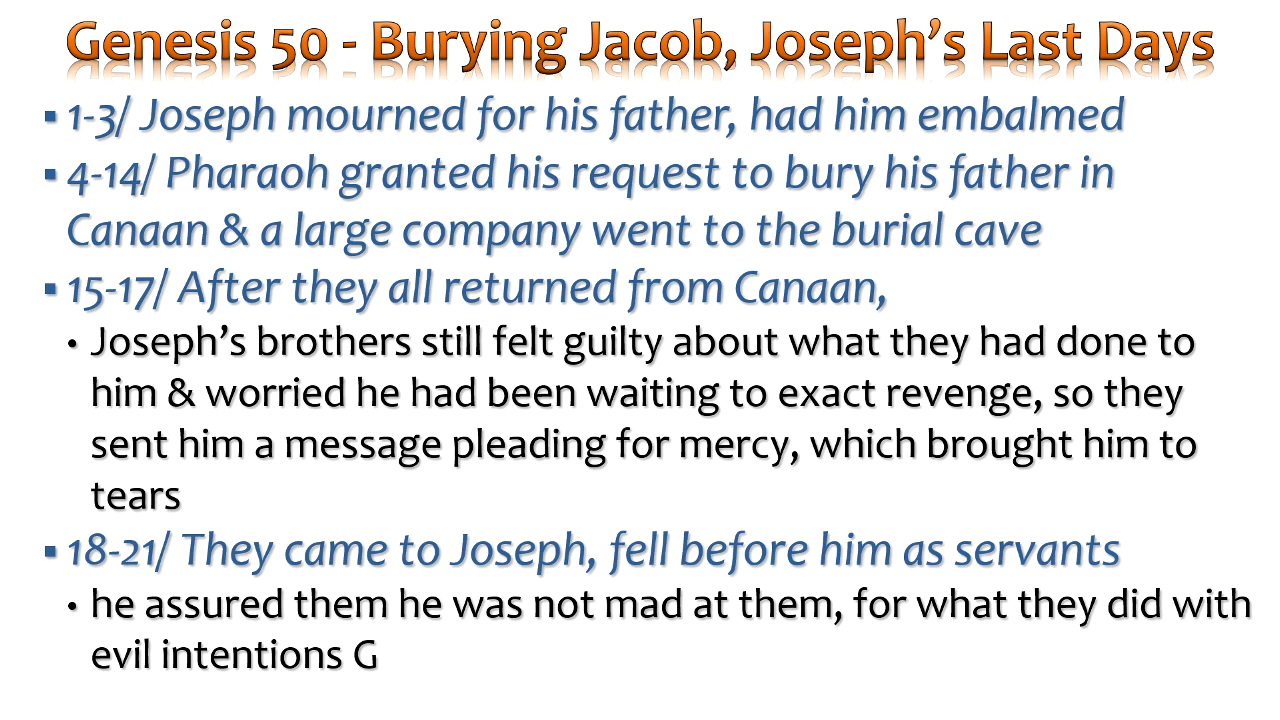 Genesis 50 - Burying Jacob, Joseph’s Last Days
▪ 1-3/ Joseph mourned for his father, had him embalmed
▪ 4-14/ Pharaoh granted his request to bury his father in
Canaan & a large company went to the burial cave
▪ 15-17/ After they all returned from Canaan,
• Joseph’s brothers still felt guilty about what they had done to
him & worried he had been waiting to exact revenge, so they
sent him a message pleading for mercy, which brought him to
tears
▪ 18-21/ They came to Joseph, fell before him as servants
• he assured them he was not mad at them, for what they did with
evil intentions G